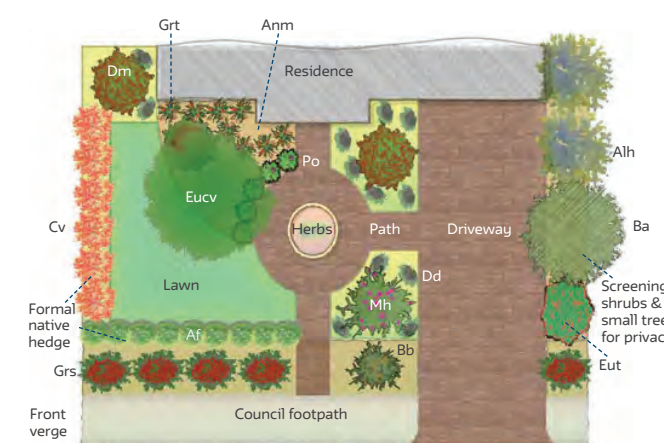 Grt
Anm
Dm
Residence
Alh
Po
Eucv
Cv
Herbs
Path
Driveway
Ba
Lawn
Dd
Screening
shrubs &
small tree
for privac
Formal
native
hedge
Mh
Af
Bb
Grs
Eut
Front
verge
Council footpath